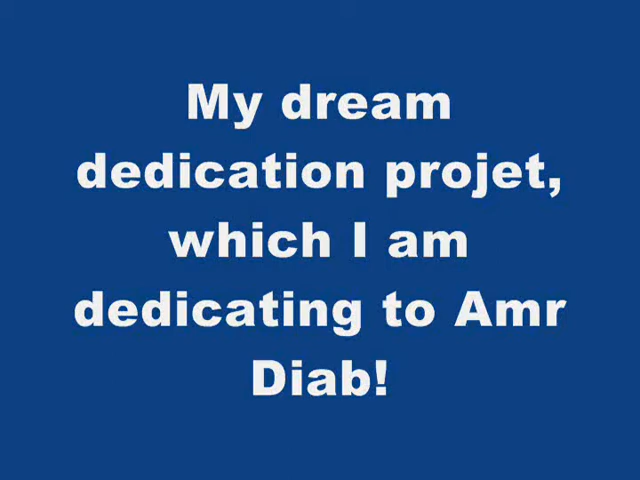 My dream
dedication projet,
which I am
dedicating to Amr
Diab!